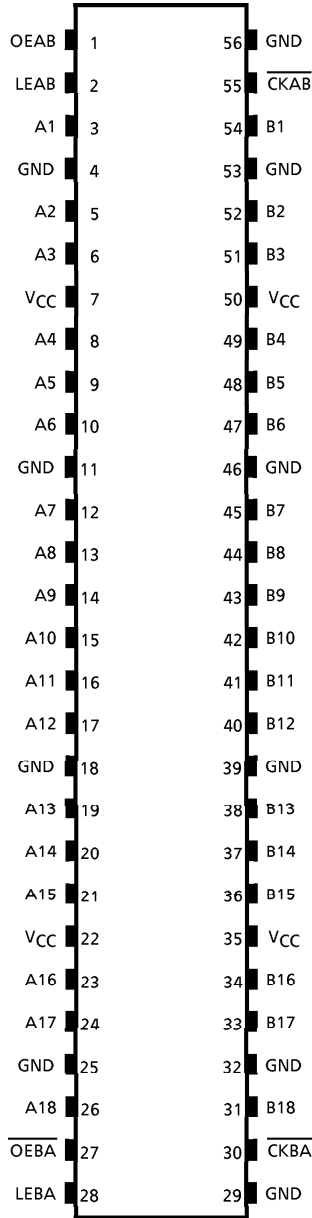 OEAB 1 56 GND
LEAB 2 55 C̅K̅A̅B̅
A1 3 54 B1
GND 4 53 GND
A2 5 52 B2
A3 6 51 B3
VCC 7 50 VCC
A4 8 49 B4
A5 9 48 B5
A6 10 47 B6
GND 11 46 GND
A7 12 45 B7
A8 13 44 B8
A9 14 43 B9
A10 15 42 B10
A11 16 41 B11
A12 17 40 B12
GND 18 39 GND
A13 19 38 B13
A14 20 37 B14
A15 21 36 B15
VCC 22 35 VCC
A16 23 34 B16
A17 24 33 B17
GND 25 32 GND
A18 26 31 B18
O̅E̅B̅A̅ 27 30 C̅K̅B̅A̅
LEBA 28 29 GND